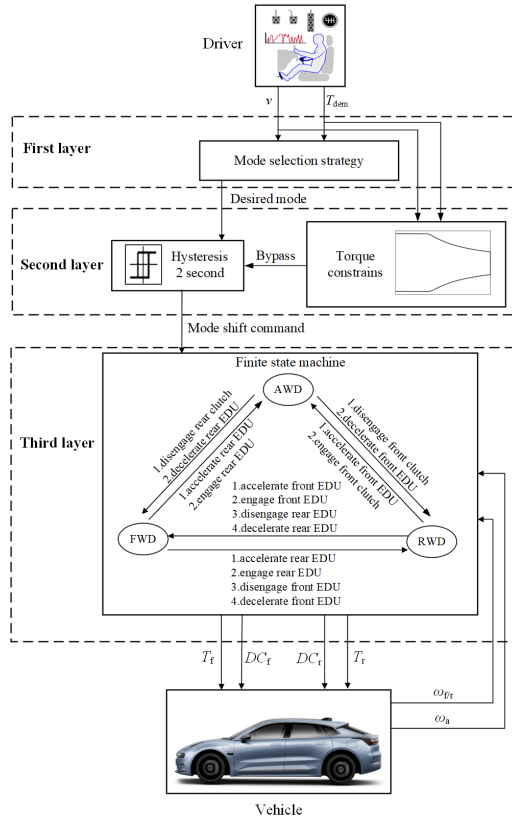 Driver
v
T_dem
First layer
Mode selection strategy
Desired mode
Second layer
Hysteresis
2 second
Bypass
Torque
constrains
Mode shift command
Third layer
Finite state machine
AWD
1.disengage rear clutch
2.decelerate rear EDU
1.accelerate rear EDU
2.engage rear EDU
1.disengage front clutch
2.decelerate front EDU
1.accelerate front EDU
2.engage front clutch
1.accelerate front EDU
2.engage front EDU
3.disengage rear EDU
4.decelerate rear EDU
FWD
RWD
1.accelerate rear EDU
2.engage rear EDU
3.disengage front EDU
4.decelerate front EDU
T_f
DC_f
DC_r
T_r
ω_f/r
ω_a
Vehicle